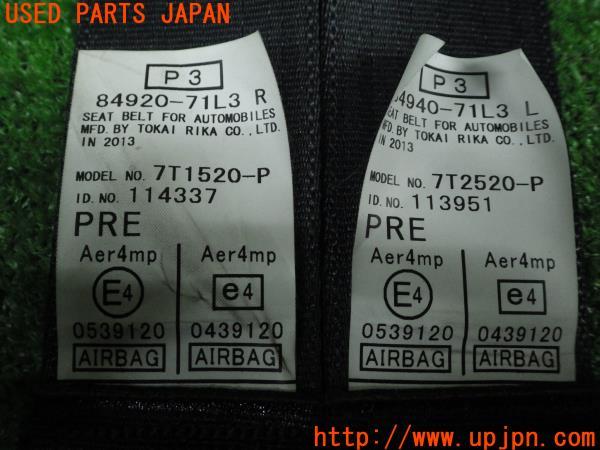 USED PARTS JAPAN
P3
84920-71L3 R
SEAT BELT FOR AUTOMOBILES
MFD. BY TOKAI RIKA CO., LTD.
IN 2013
MODEL NO. 7T1520-P
ID. NO. 114337
PRE
Aer4mp Aer4mp
E4 e4
0539120 0439120
AIRBAG AIRBAG
P3
84940-71L3 L
SEAT BELT FOR AUTOMOBILES
MFD. BY TOKAI RIKA CO., LTD.
IN 2013
MODEL NO. 7T2520-P
ID. NO. 113951
PRE
Aer4mp Aer4mp
E4 e4
0539120 0439120
AIRBAG AIRBAG
http://www.upjpn.com